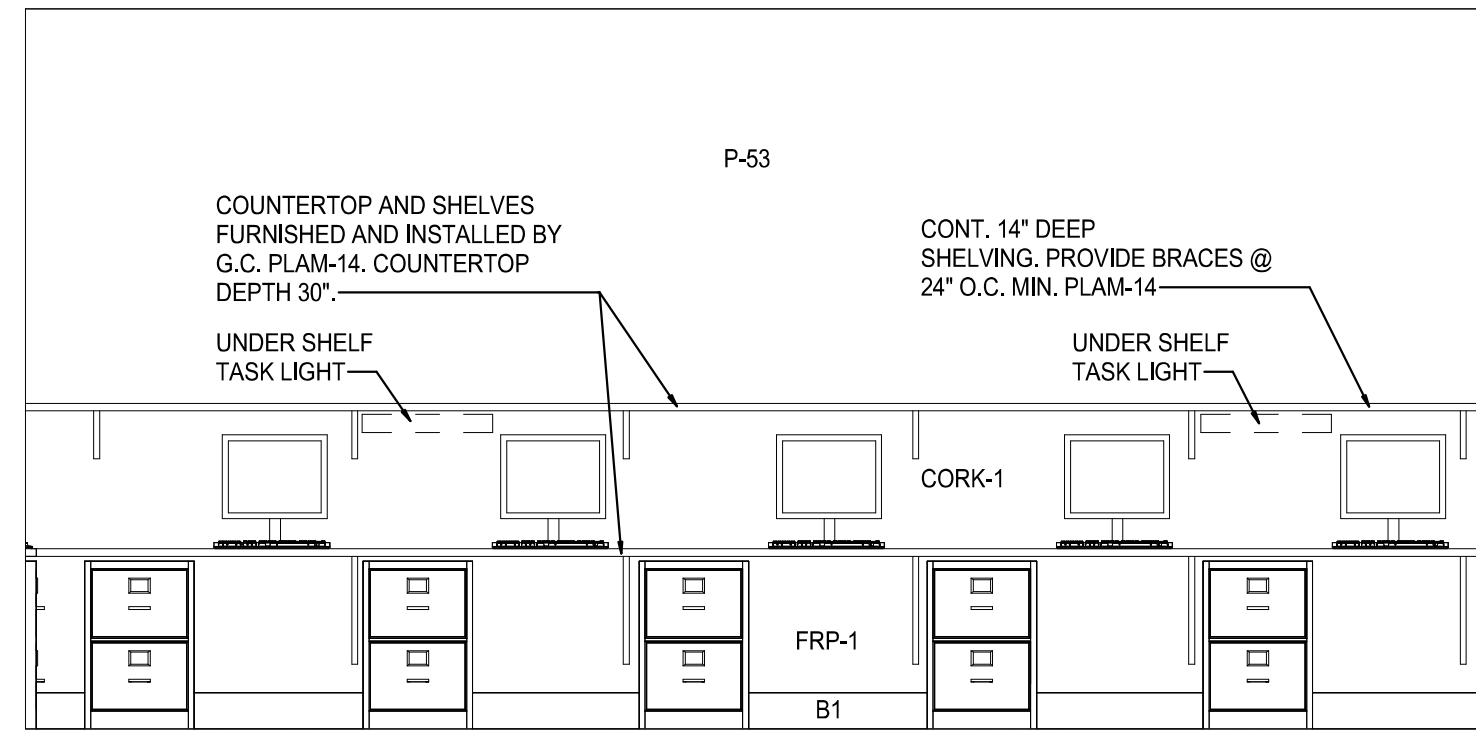 P-53
COUNTERTOP AND SHELVES
FURNISHED AND INSTALLED BY
G.C. PLAM-14. COUNTERTOP
DEPTH 30".
CONT. 14" DEEP
SHELVING. PROVIDE BRACES @
24" O.C. MIN. PLAM-14
UNDER SHELF
TASK LIGHT
UNDER SHELF
TASK LIGHT
CORK-1
FRP-1
B1